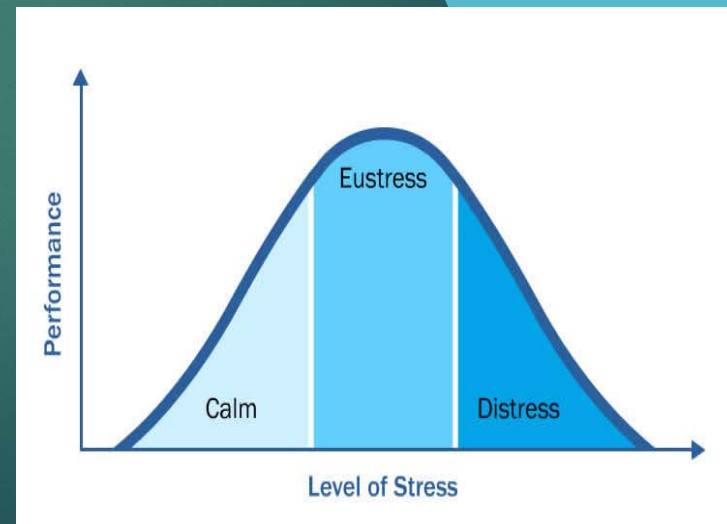 Eustress
Performance
Calm
Distress
Level of Stress